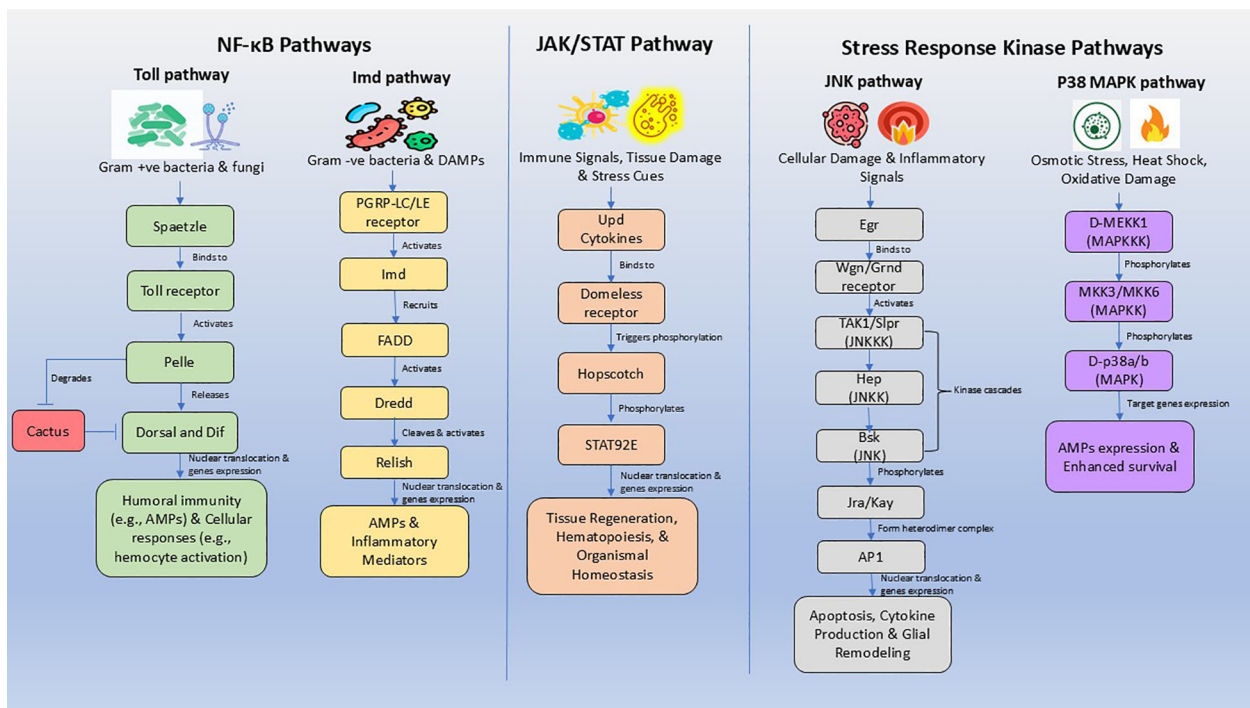 NF-κB Pathways
Toll pathway
Gram +ve bacteria & fungi
Spaetzle
Binds to
Toll receptor
Activates
Pelle
Degrades
Releases
Cactus
Dorsal and Dif
Nuclear translocation &
genes expression
Humoral immunity
(e.g., AMPs) & Cellular
responses (e.g.,
hemocyte activation)
Imd pathway
Gram -ve bacteria & DAMPs
PGRP-LC/LE
receptor
Activates
Imd
Recruits
FADD
Activates
Dredd
Cleaves & activates
Relish
Nuclear translocation &
genes expression
AMPs &
Inflammatory
Mediators
JAK/STAT Pathway
Immune Signals, Tissue Damage
& Stress Cues
Upd
Cytokines
Binds to
Domeless
receptor
Triggers phosphorylation
Hopscotch
Phosphorylates
STAT92E
Nuclear translocation &
genes expression
Tissue Regeneration,
Hematopoiesis, &
Organismal
Homeostasis
Stress Response Kinase Pathways
JNK pathway
Cellular Damage & Inflammatory
Signals
Egr
Binds to
Wgn/Grnd
receptor
Activates
TAK1/Slpr
(JNKKK)
Hep
(JNKK)
Kinase cascades
Bsk
(JNK)
Phosphorylates
Jra/Kay
Form heterodimer complex
AP1
Nuclear translocation &
genes expression
Apoptosis, Cytokine
Production & Glial
Remodeling
P38 MAPK pathway
Osmotic Stress, Heat Shock,
Oxidative Damage
D-MEKK1
(MAPKKK)
Phosphorylates
MKK3/MKK6
(MAPKK)
Phosphorylates
D-p38a/b
(MAPK)
Target genes expression
AMPs expression &
Enhanced survival